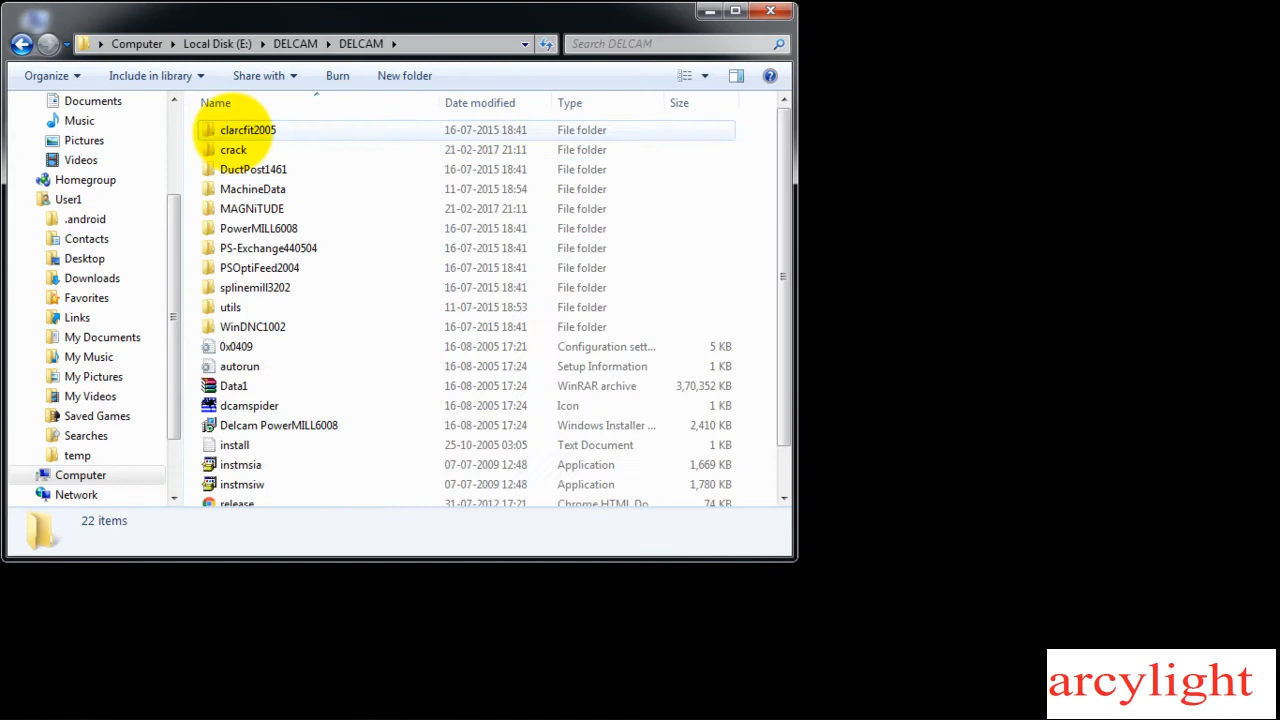 Computer Local Disk (E:) DELCAM DELCAM Search DELCAM
Organize Include in library Share with Burn New folder
Documents
Music
Pictures
Videos
Homegroup
User1
.android
Contacts
Desktop
Downloads
Favorites
Links
My Documents
My Music
My Pictures
My Videos
Saved Games
Searches
temp
Computer
Network
Name Date modified Type Size
clarcfit2005 16-07-2015 18:41 File folder
crack 21-02-2017 21:11 File folder
DuctPost1461 16-07-2015 18:41 File folder
MachineData 11-07-2015 18:54 File folder
MAGNiTUDE 21-02-2017 21:11 File folder
PowerMILL6008 16-07-2015 18:41 File folder
PS-Exchange440504 16-07-2015 18:41 File folder
PSOptiFeed2004 16-07-2015 18:41 File folder
splinemill3202 16-07-2015 18:41 File folder
utils 11-07-2015 18:53 File folder
WinDNC1002 16-07-2015 18:41 File folder
0x0409 16-08-2005 17:21 Configuration sett... 5 KB
autorun 16-08-2005 17:24 Setup Information 1 KB
Data1 16-08-2005 17:24 WinRAR archive 3,70,352 KB
dcamspider 16-08-2005 17:24 Icon 1 KB
Delcam PowerMILL6008 16-08-2005 17:24 Windows Installer ... 2,410 KB
install 25-10-2005 03:05 Text Document 1 KB
instmsia 07-07-2009 12:48 Application 1,669 KB
instmsiw 07-07-2009 12:48 Application 1,780 KB
release 31-07-2012 17:21 Chrome HTML Do... 74 KB
22 items
arcylight